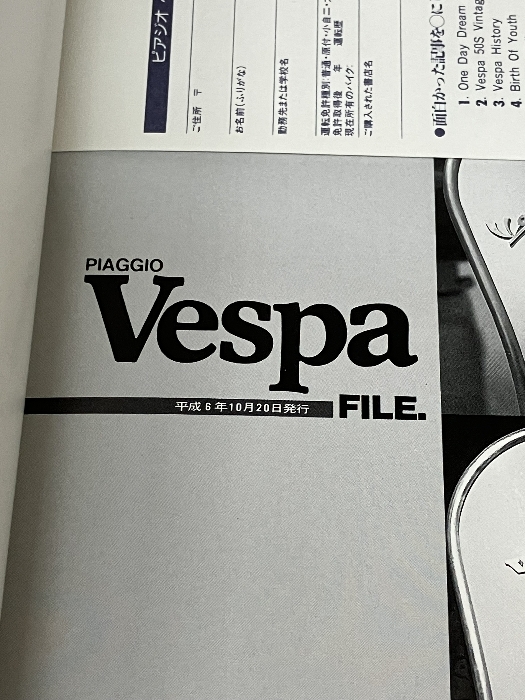 ピアジオ
ご住所 〒
お名前(ふりがな)
勤務先または学校名
運転免許種別:普通・原付・小自二・
免許取得後　年　運転歴
現在所有のバイク:
ご購入された書店名
●面白かった記事を○に
1. One Day Dream
2. Vespa 50S Vintag
3. Vespa History
4. Birth Of Youth
PIAGGIO
Vespa
平成6年10月20日発行
FILE.